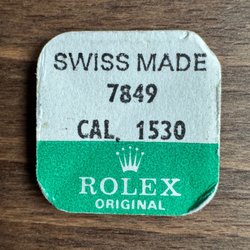 SWISS MADE
7849
CAL. 1530
ROLEX
ORIGINAL